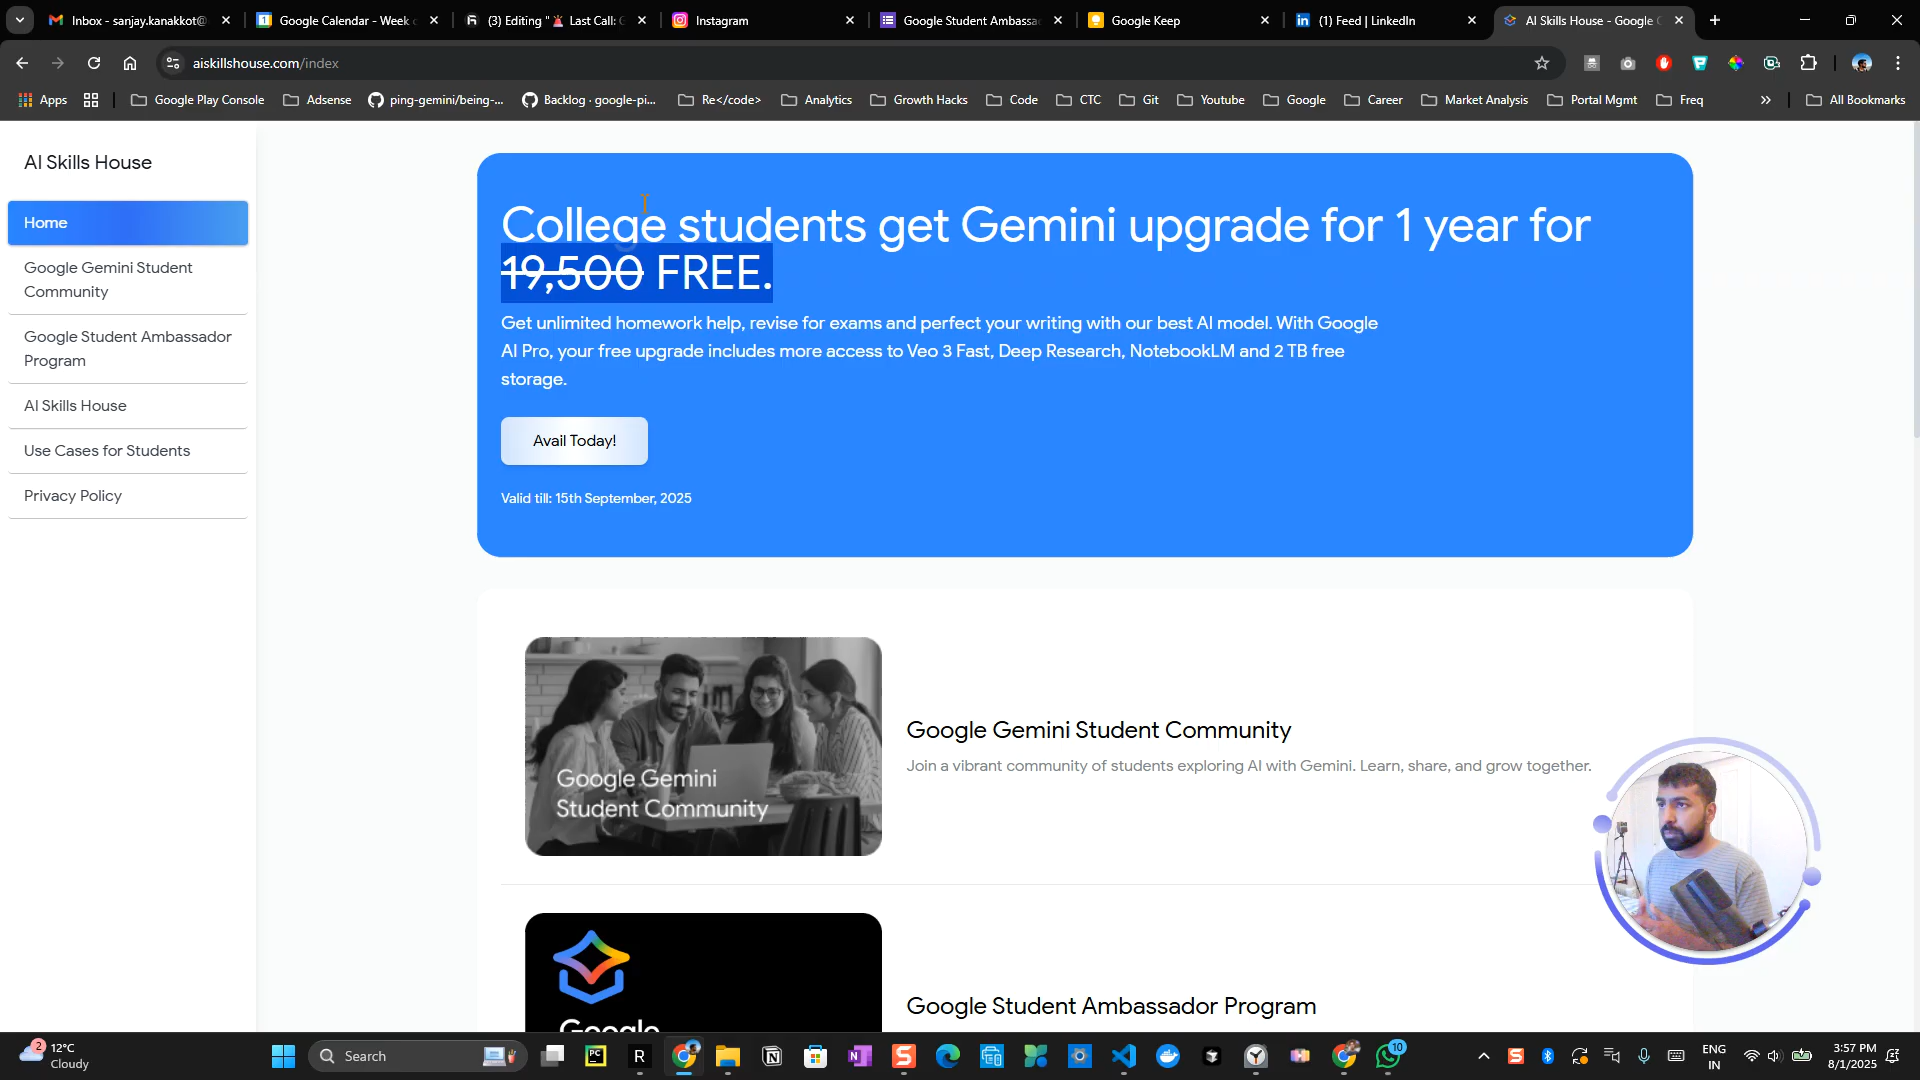 Inbox - sanjay.kanakkot@
Google Calendar - Week
(3) Editing "🚨 Last Call: G
Instagram
Google Student Ambassa
Google Keep
(1) Feed | LinkedIn
AI Skills House - Google
aiskillshouse.com/index
Apps
Google Play Console
Adsense
ping-gemini/being-...
Backlog · google-pi...
Re</code>
Analytics
Growth Hacks
Code
CTC
Git
Youtube
Google
Career
Market Analysis
Portal Mgmt
Freq
All Bookmarks
AI Skills House
Home
Google Gemini Student
Community
Google Student Ambassador
Program
AI Skills House
Use Cases for Students
Privacy Policy
College students get Gemini upgrade for 1 year for
19,500 FREE.
Get unlimited homework help, revise for exams and perfect your writing with our best AI model. With Google
AI Pro, your free upgrade includes more access to Veo 3 Fast, Deep Research, NotebookLM and 2 TB free
storage.
Avail Today!
Valid till: 15th September, 2025
Google Gemini
Student Community
Google Gemini Student Community
Join a vibrant community of students exploring AI with Gemini. Learn, share, and grow together.
Google
Google Student Ambassador Program
2
12°C
Cloudy
Search
10
ENG
IN
3:57 PM
8/1/2025